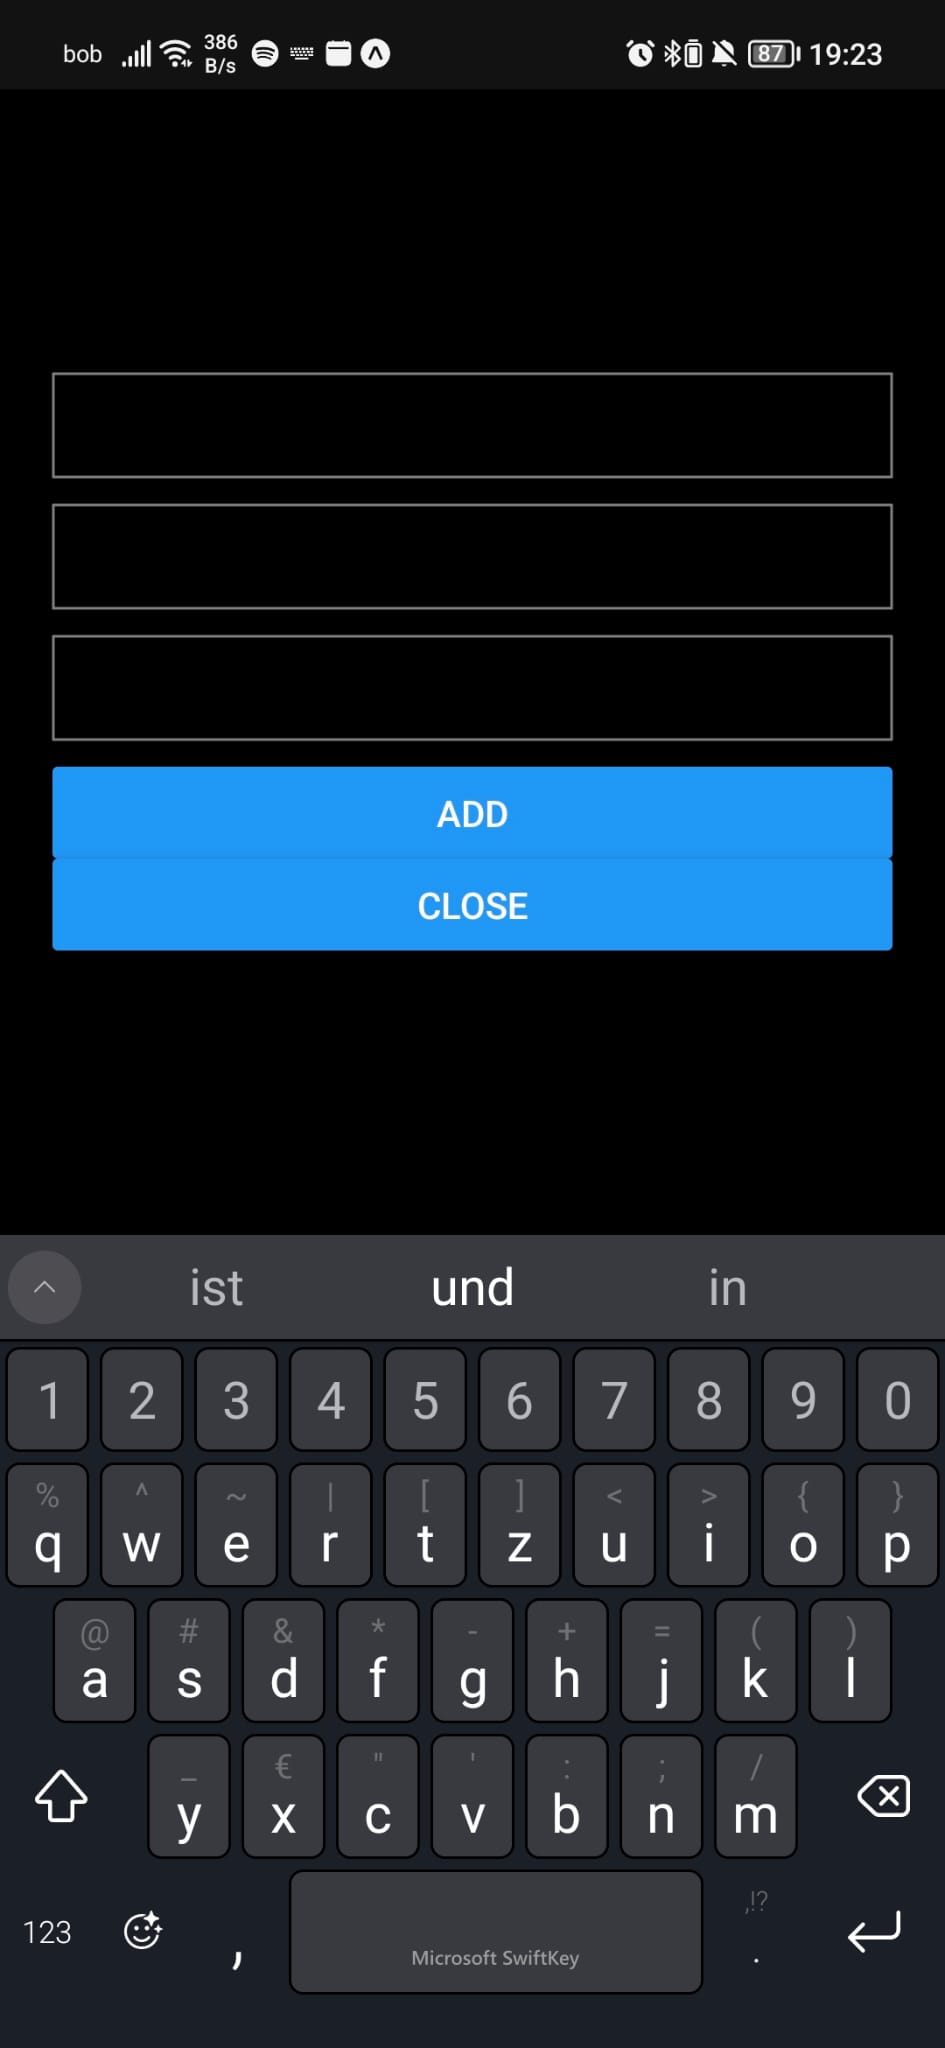 bob 386 B/s 87 19:23
ADD
CLOSE
ist und in
1 2 3 4 5 6 7 8 9 0
% ^ ~ | [ ] < > { }
q w e r t z u i o p
@ # & * - + = ( )
a s d f g h j k l
_ € " ' : ; /
y x c v b n m
,!?
123 , Microsoft SwiftKey .